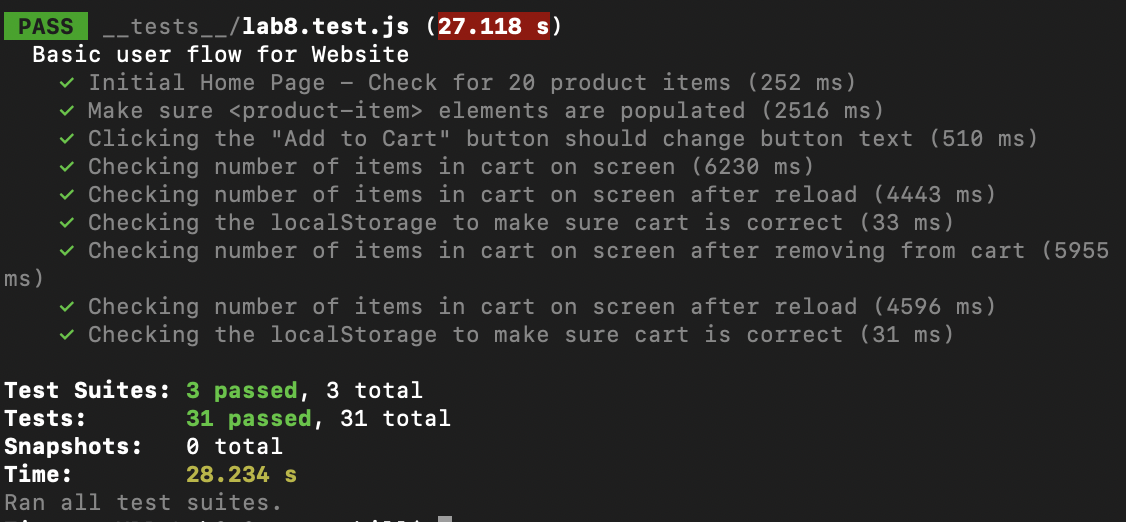 PASS __tests__/lab8.test.js (27.118 s)
Basic user flow for Website
✓ Initial Home Page – Check for 20 product items (252 ms)
✓ Make sure <product-item> elements are populated (2516 ms)
✓ Clicking the "Add to Cart" button should change button text (510 ms)
✓ Checking number of items in cart on screen (6230 ms)
✓ Checking number of items in cart on screen after reload (4443 ms)
✓ Checking the localStorage to make sure cart is correct (33 ms)
✓ Checking number of items in cart on screen after removing from cart (5955
ms)
✓ Checking number of items in cart on screen after reload (4596 ms)
✓ Checking the localStorage to make sure cart is correct (31 ms)
Test Suites: 3 passed, 3 total
Tests: 31 passed, 31 total
Snapshots: 0 total
Time: 28.234 s
Ran all test suites.